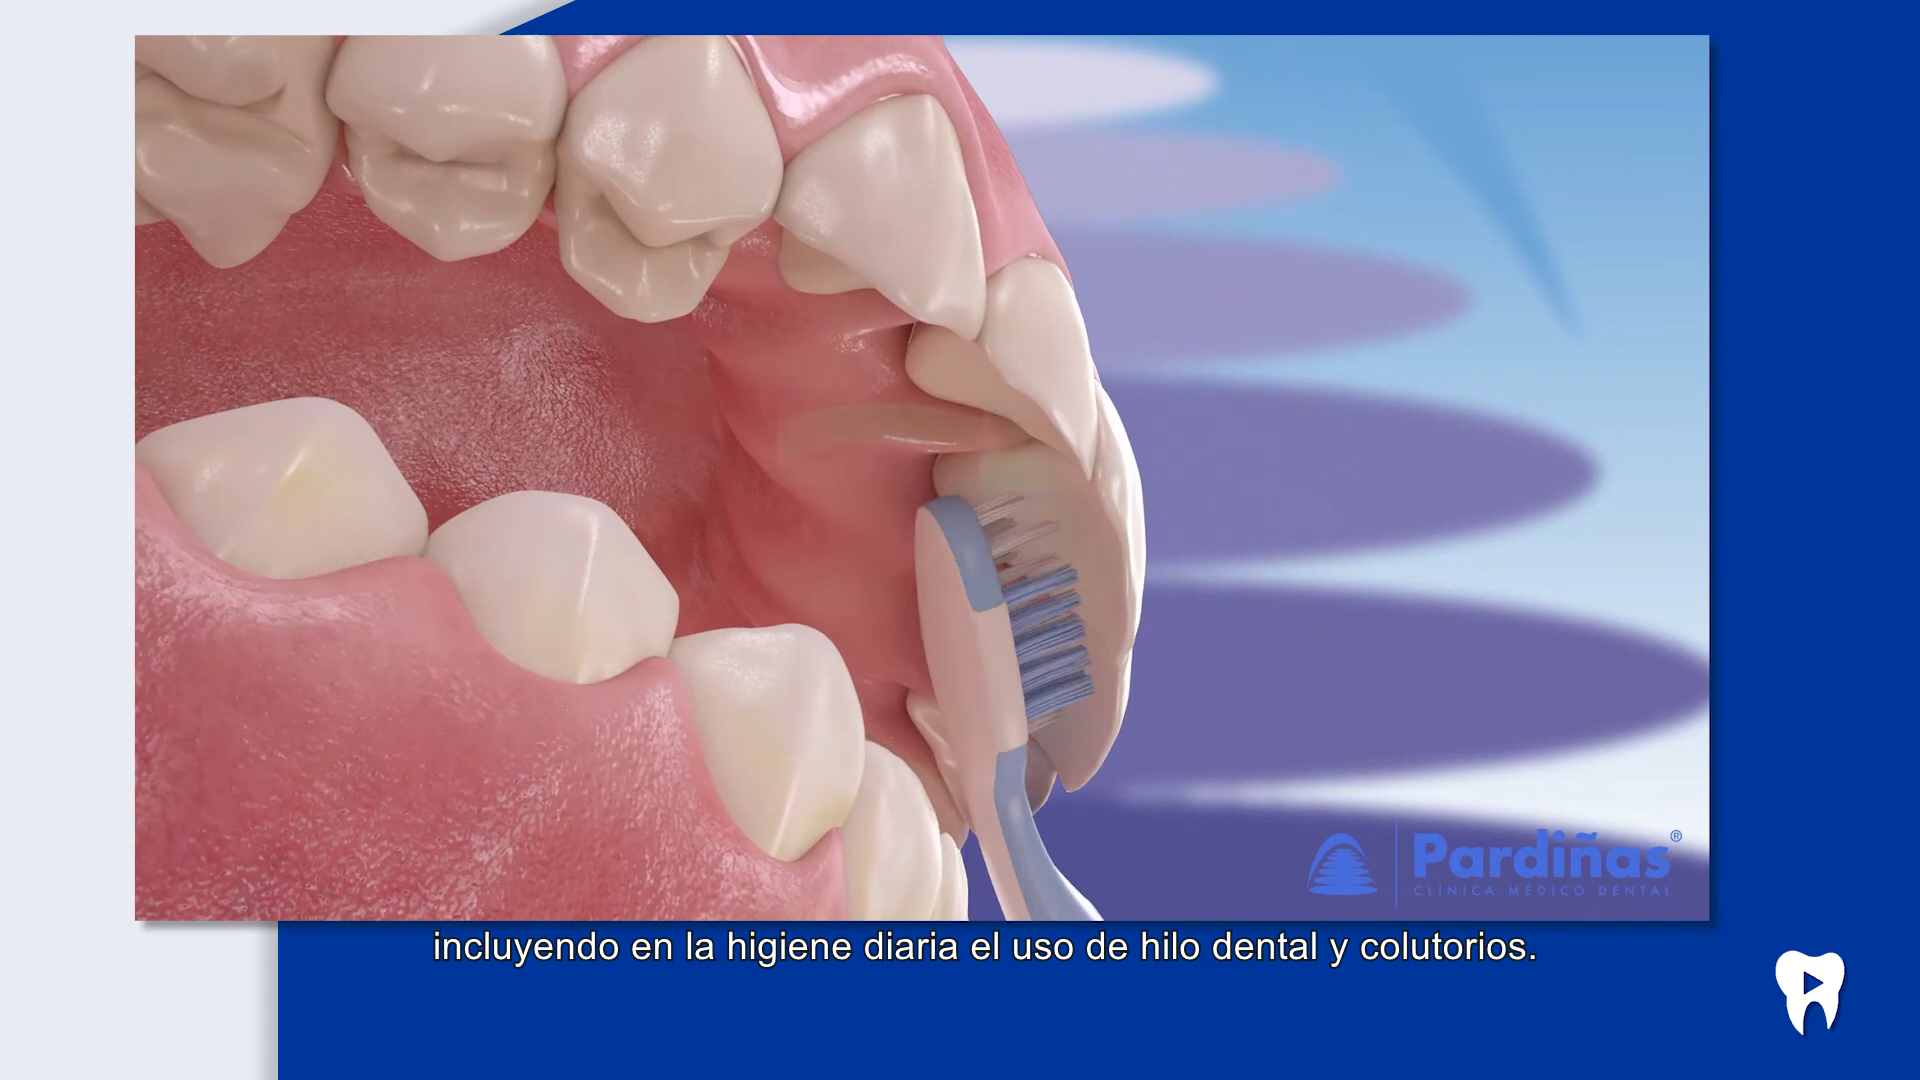 Pardiñas®
CLÍNICA MÉDICO DENTAL
incluyendo en la higiene diaria el uso de hilo dental y colutorios.